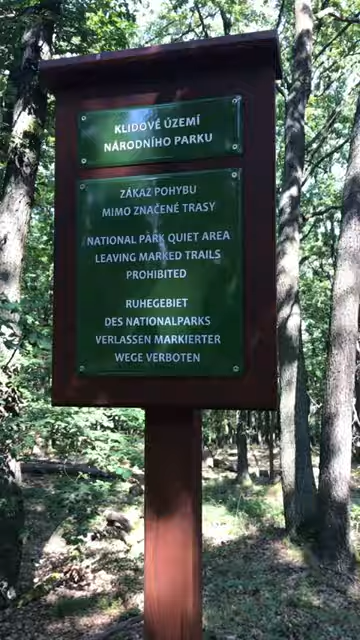 KLIDOVÉ ÚZEMÍ
NÁRODNÍHO PARKU
ZÁKAZ POHYBU
MIMO ZNAČENÉ TRASY
NATIONAL PARK QUIET AREA
LEAVING MARKED TRAILS
PROHIBITED
RUHEGEBIET
DES NATIONALPARKS
VERLASSEN MARKIERTER
WEGE VERBOTEN